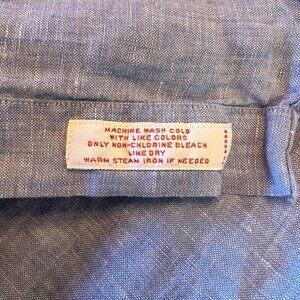 MACHINE WASH COLD
WITH LIKE COLORS
ONLY NON-CHLORINE BLEACH
LINE DRY
WARM STEAM IRON IF NEEDED